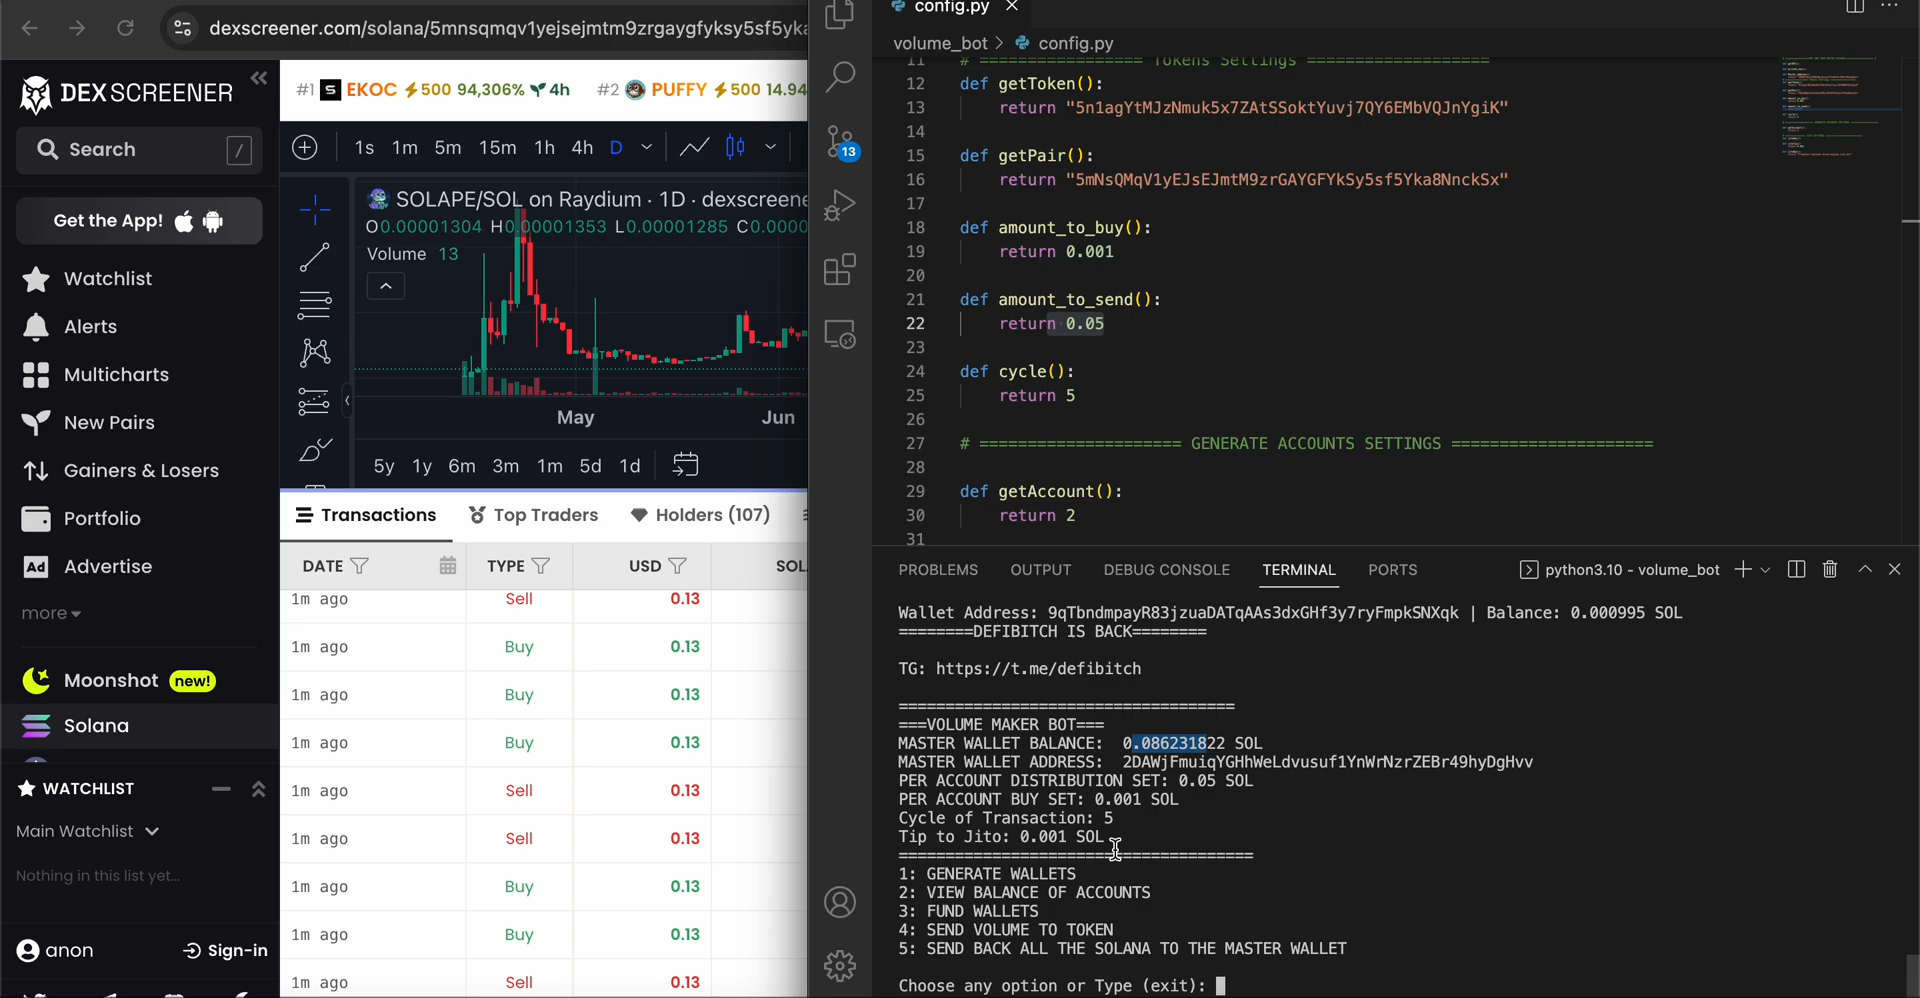 dexscreener.com/solana/5mnsqmqv1yejsejmtm9zrgaygfyksy5sf5yka
DEXSCREENER
Search /
Get the App!
Watchlist
Alerts
Multicharts
New Pairs
Gainers & Losers
Portfolio
Ad Advertise
more
Moonshot new!
Solana
WATCHLIST
Main Watchlist
Nothing in this list yet...
anon Sign-in
#1 S EKOC 500 94,306% 4h #2 PUFFY 500 14.94
1s 1m 5m 15m 1h 4h D
SOLAPE/SOL on Raydium · 1D · dexscreene
O0.00001304 H0.00001353 L0.00001285 C0.0000
Volume 13
May Jun
5y 1y 6m 3m 1m 5d 1d
Transactions Top Traders Holders (107)
DATE TYPE USD SOL
1m ago Sell 0.13
1m ago Buy 0.13
1m ago Buy 0.13
1m ago Buy 0.13
1m ago Sell 0.13
1m ago Sell 0.13
1m ago Buy 0.13
1m ago Buy 0.13
1m ago Sell 0.13
13
config.py
volume_bot > config.py
11 # ================= Tokens Settings ===================
12 def getToken():
13 return "5n1agYtMJzNmuk5x7ZAtSSoktYuvj7QY6EMbVQJnYgiK"
14
15 def getPair():
16 return "5mNsQMqV1yEJsEJmtM9zrGAYGFYkSy5sf5Yka8NnckSx"
17
18 def amount_to_buy():
19 return 0.001
20
21 def amount_to_send():
22 return 0.05
23
24 def cycle():
25 return 5
26
27 # ===================== GENERATE ACCOUNTS SETTINGS =====================
28
29 def getAccount():
30 return 2
31
PROBLEMS OUTPUT DEBUG CONSOLE TERMINAL PORTS python3.10 - volume_bot
Wallet Address: 9qTbndmpayR83jzuaDATqAAs3dxGHf3y7ryFmpkSNXqk | Balance: 0.000995 SOL
========DEFIBITCH IS BACK========
TG: https://t.me/defibitch
====================================
===VOLUME MAKER BOT===
MASTER WALLET BALANCE: 0.086231822 SOL
MASTER WALLET ADDRESS: 2DAWjFmuiqYGHhWeLdvusuf1YnWrNzrZEBr49hyDgHvv
PER ACCOUNT DISTRIBUTION SET: 0.05 SOL
PER ACCOUNT BUY SET: 0.001 SOL
Cycle of Transaction: 5
Tip to Jito: 0.001 SOL
======================================
1: GENERATE WALLETS
2: VIEW BALANCE OF ACCOUNTS
3: FUND WALLETS
4: SEND VOLUME TO TOKEN
5: SEND BACK ALL THE SOLANA TO THE MASTER WALLET
Choose any option or Type (exit):